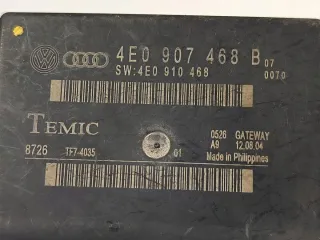 4E0 907 468 B 07
0070
SW:4E0 910 468
TEMIC
0526 GATEWAY
8726 TF7-4035 01 A9 12.08.04
Made in Philippines